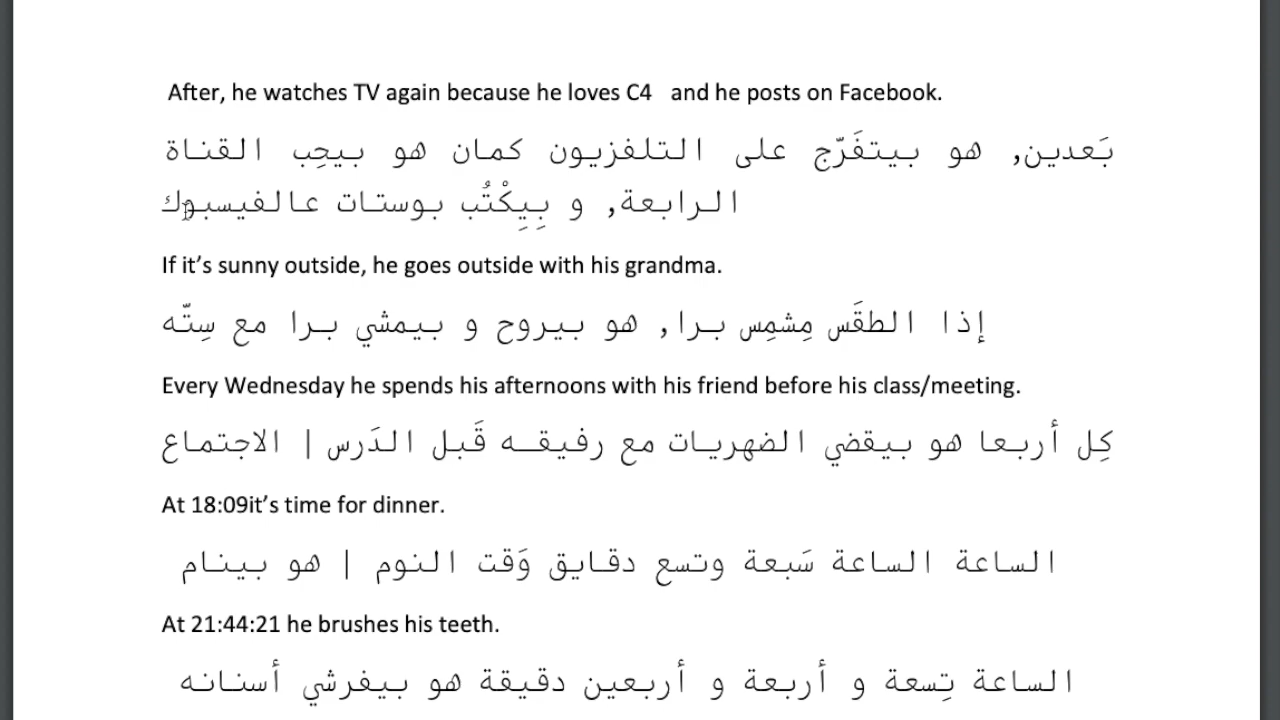 After, he watches TV again because he loves C4 and he posts on Facebook.
بَعدين, هو بيتفَرّج على التلفزيون كمان هو بيحِب القناة
الرابعة, و بِيِكْتُب بوستات عالفيسبوك
If it’s sunny outside, he goes outside with his grandma.
إذا الطقَس مِشمِس برا, هو بيروح و بيمشي برا مع سِتّه
Every Wednesday he spends his afternoons with his friend before his class/meeting.
كِل أربعا هو بيقضي الضهريات مع رفيقه قَبل الدَرس | الاجتماع
At 18:09it’s time for dinner.
الساعة الساعة سَبعة وتسع دقايق وَقت النوم | هو بينام
At 21:44:21 he brushes his teeth.
الساعة تِسعة و أربعة و أربعين دقيقة هو بيفرشي أسنانه